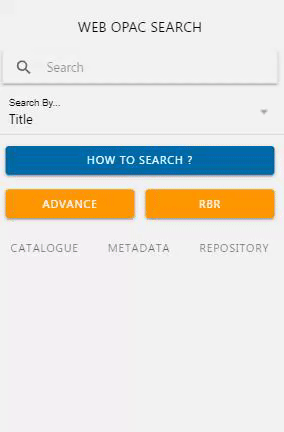 WEB OPAC SEARCH
Search
Search By...
Title
HOW TO SEARCH ?
ADVANCE RBR
CATALOGUE METADATA REPOSITORY